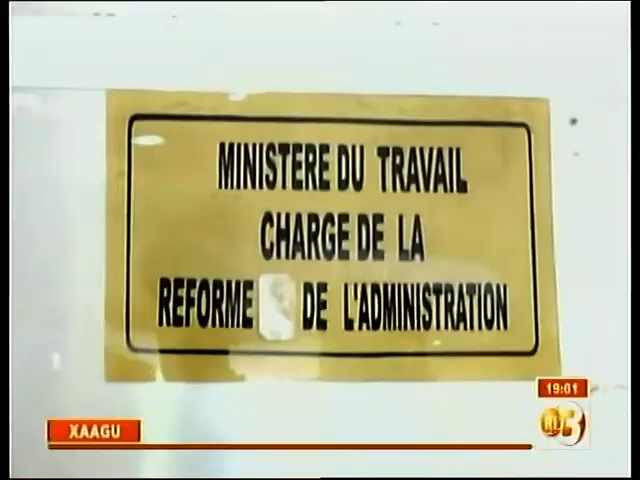 MINISTERE DU TRAVAIL
CHARGE DE LA
REFORME DE L'ADMINISTRATION
19:01
XAAGU